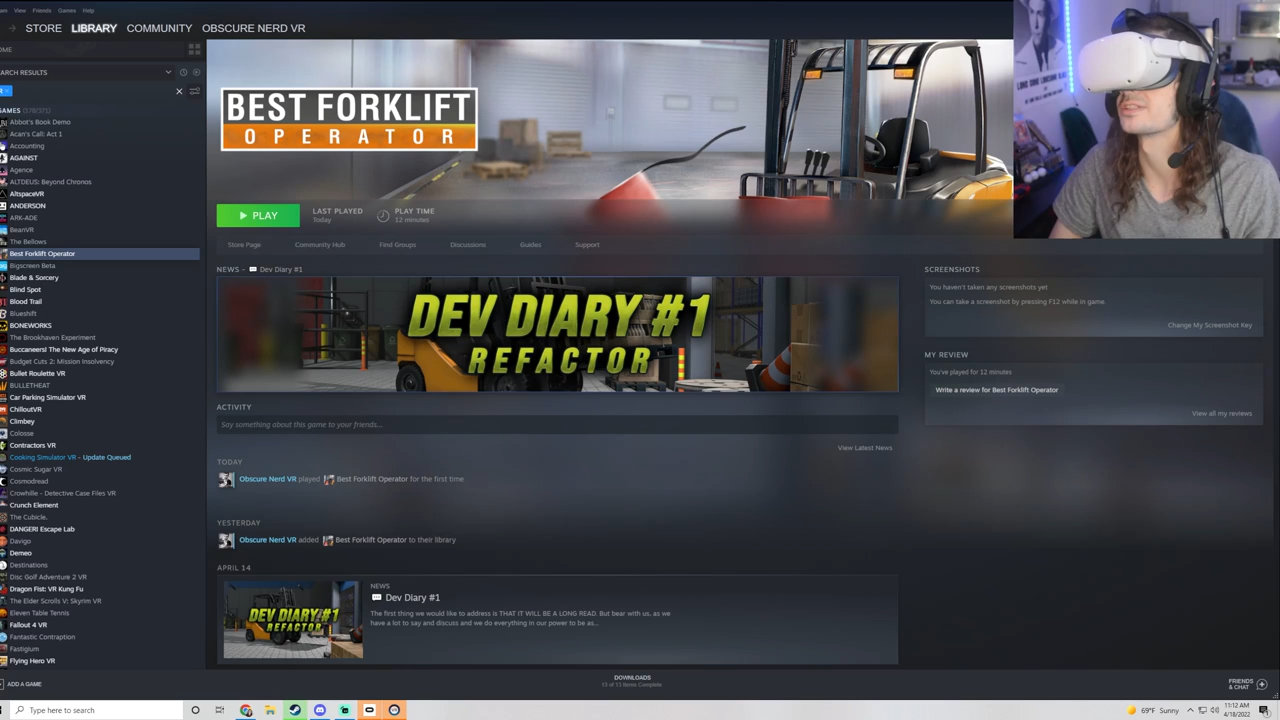 View Friends Games Help
STORE LIBRARY COMMUNITY OBSCURE NERD VR
BEST FORKLIFT
OPERATOR
PLAY
LAST PLAYED
Today
PLAY TIME
12 minutes
Store Page Community Hub Find Groups Discussions Guides Support
NEWS - Dev Diary #1
DEV DIARY #1
REFACTOR
ACTIVITY
Say something about this game to your friends...
View Latest News
TODAY
Obscure Nerd VR played Best Forklift Operator for the first time
YESTERDAY
Obscure Nerd VR added Best Forklift Operator to their library
APRIL 14
DEV DIARY #1
REFACTOR
NEWS
Dev Diary #1
The first thing we would like to address is THAT IT WILL BE A LONG READ. But bear with us, as we
have a lot to say and discuss and we do everything in our power to be as...
SCREENSHOTS
You haven't taken any screenshots yet
You can take a screenshot by pressing F12 while in game.
Change My Screenshot Key
MY REVIEW
You've played for 12 minutes
Write a review for Best Forklift Operator
View all my reviews
Abbot's Book Demo
Acan's Call: Act 1
Accounting
AGAINST
Agence
ALTDEUS: Beyond Chronos
AltspaceVR
ANDERSON
ARK-ADE
BeanVR
The Bellows
Best Forklift Operator
Bigscreen Beta
Blade & Sorcery
Blind Spot
Blood Trail
Blueshift
BONEWORKS
The Brookhaven Experiment
Buccaneers! The New Age of Piracy
Budget Cuts 2: Mission Insolvency
Bullet Roulette VR
BULLETHEAT
Car Parking Simulator VR
ChilloutVR
Climbey
Colosse
Contractors VR
Cooking Simulator VR - Update Queued
Cosmic Sugar VR
Cosmodread
Crowhille - Detective Case Files VR
Crunch Element
The Cubicle.
DANGER! Escape Lab
Davigo
Demeo
Destinations
Disc Golf Adventure 2 VR
Dragon Fist: VR Kung Fu
The Elder Scrolls V: Skyrim VR
Eleven Table Tennis
Fallout 4 VR
Fantastic Contraption
Fastigium
Flying Hero VR
ADD A GAME
DOWNLOADS
13 of 13 Items Complete
FRIENDS
& CHAT
Type here to search
69°F Sunny
11:12 AM
4/18/2022